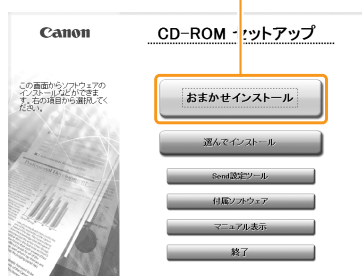 Canon
CD-ROM セットアップ
この画面からソフトウェアの
インストールなどができま
す。右の項目から選択してく
ださい。
おまかせインストール
選んでインストール
Send設定ツール
付属ソフトウェア
マニュアル表示
終了